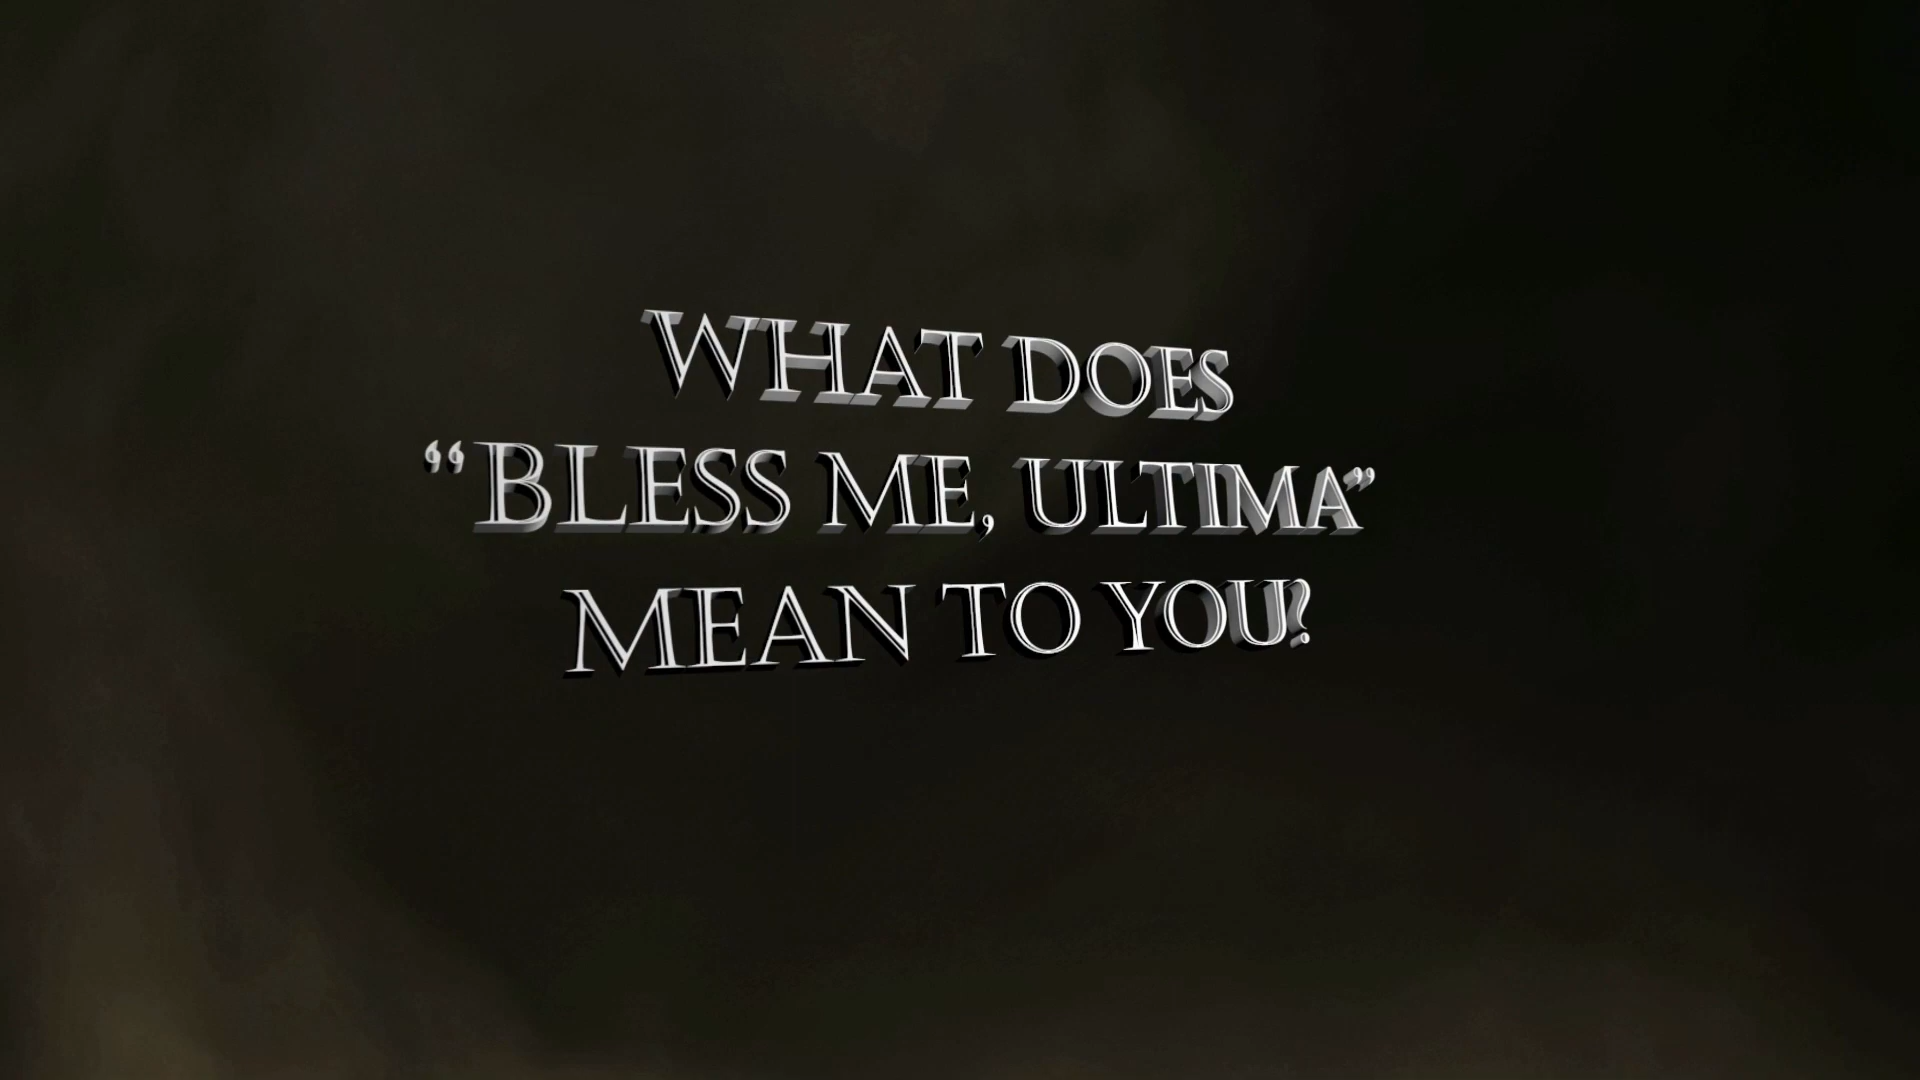 WHAT DOES
“BLESS ME, ULTIMA”
MEAN TO YOU?